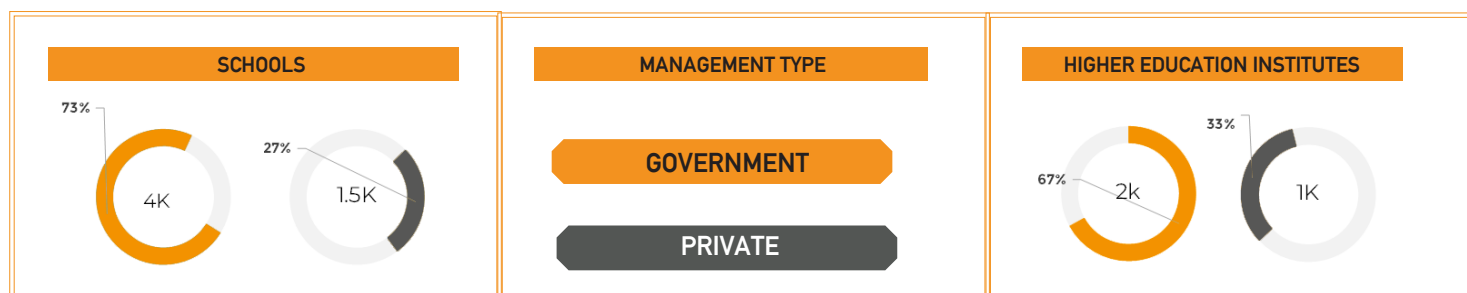 SCHOOLS
73%
27%
4K
1.5K
MANAGEMENT TYPE
GOVERNMENT
PRIVATE
HIGHER EDUCATION INSTITUTES
33%
67%
2k
1K